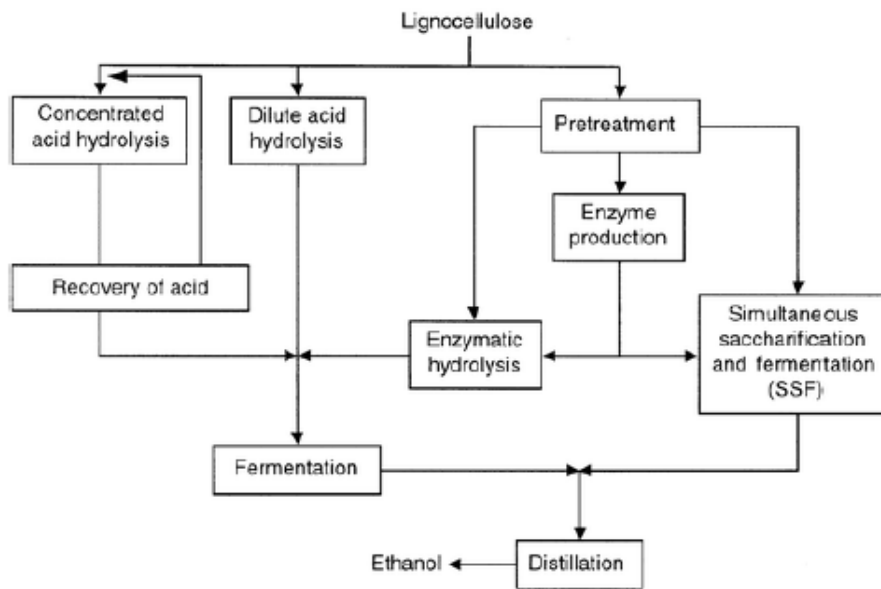 Lignocellulose
Concentrated
acid hydrolysis
Dilute acid
hydrolysis
Pretreatment
Enzyme
production
Recovery of acid
Enzymatic
hydrolysis
Simultaneous
saccharification
and fermentation
(SSF)
Fermentation
Ethanol
Distillation